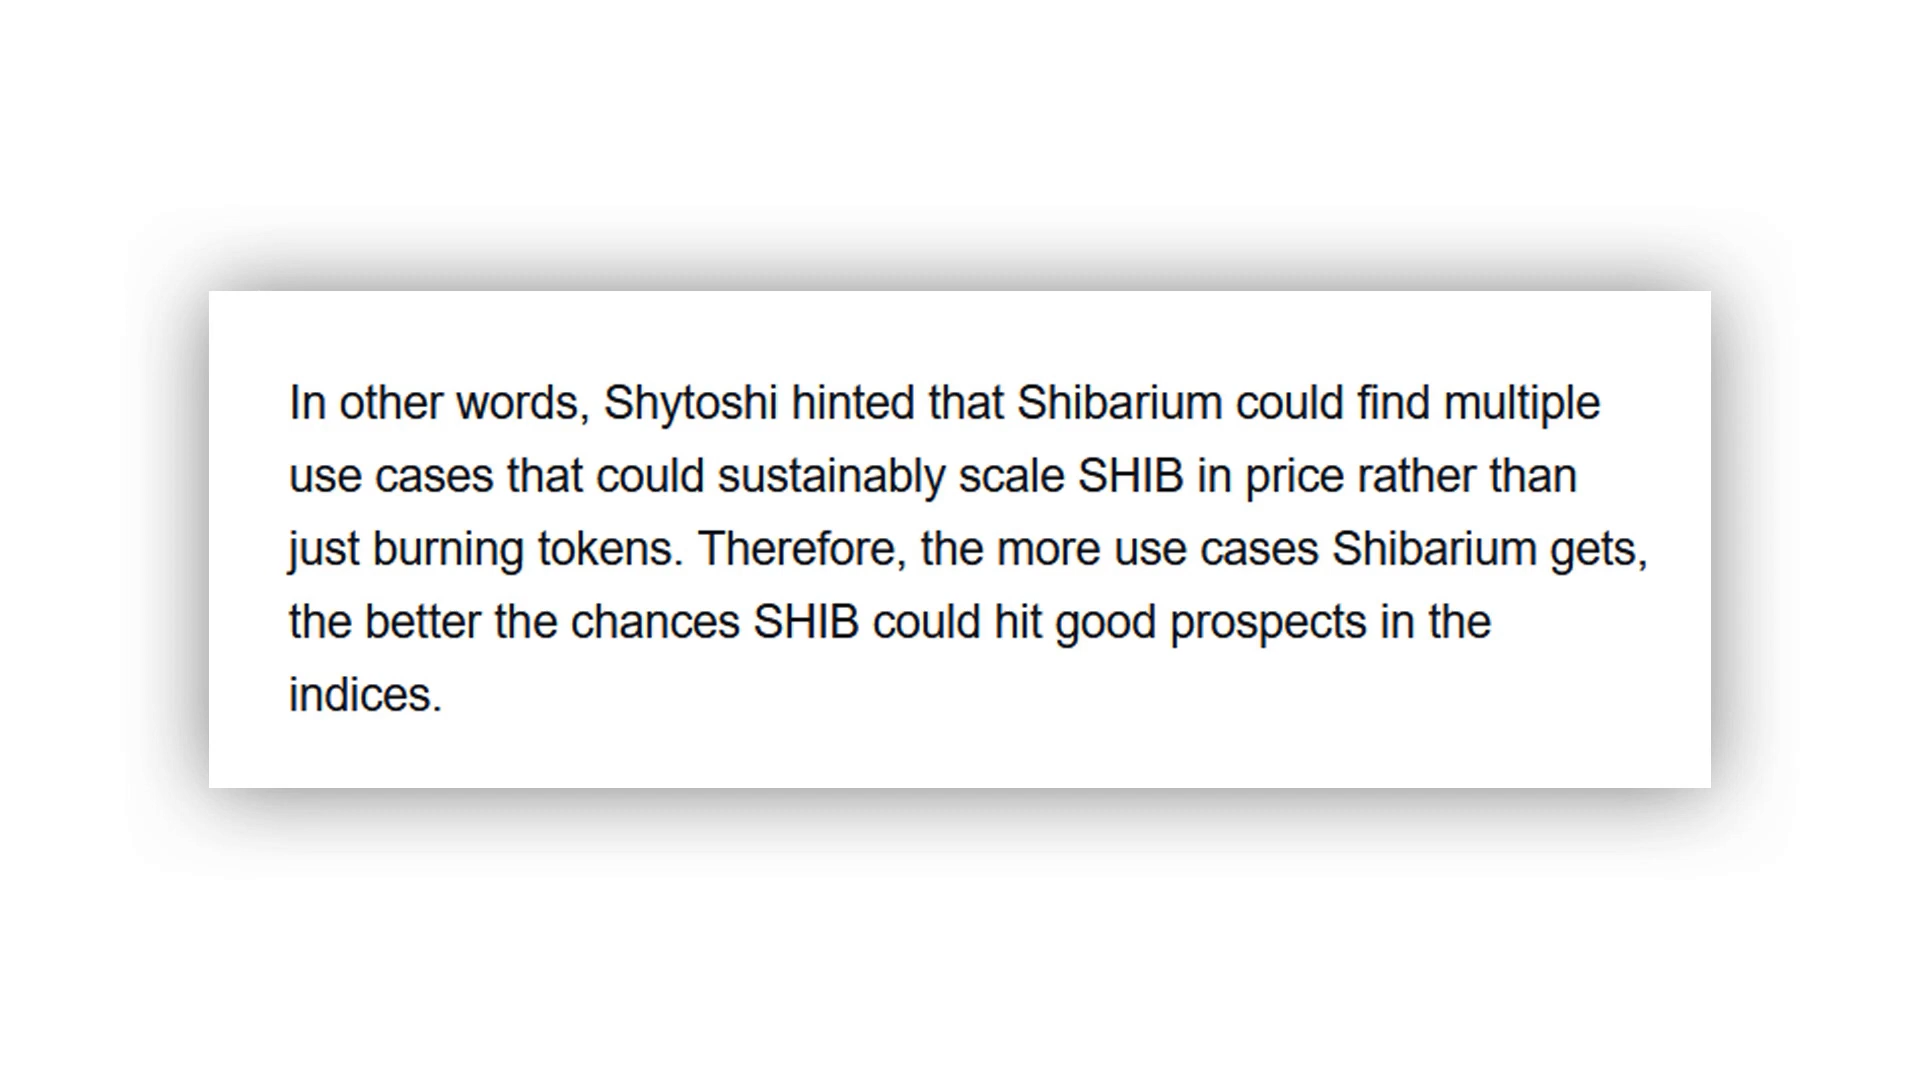 In other words, Shytoshi hinted that Shibarium could find multiple
use cases that could sustainably scale SHIB in price rather than
just burning tokens. Therefore, the more use cases Shibarium gets,
the better the chances SHIB could hit good prospects in the
indices.